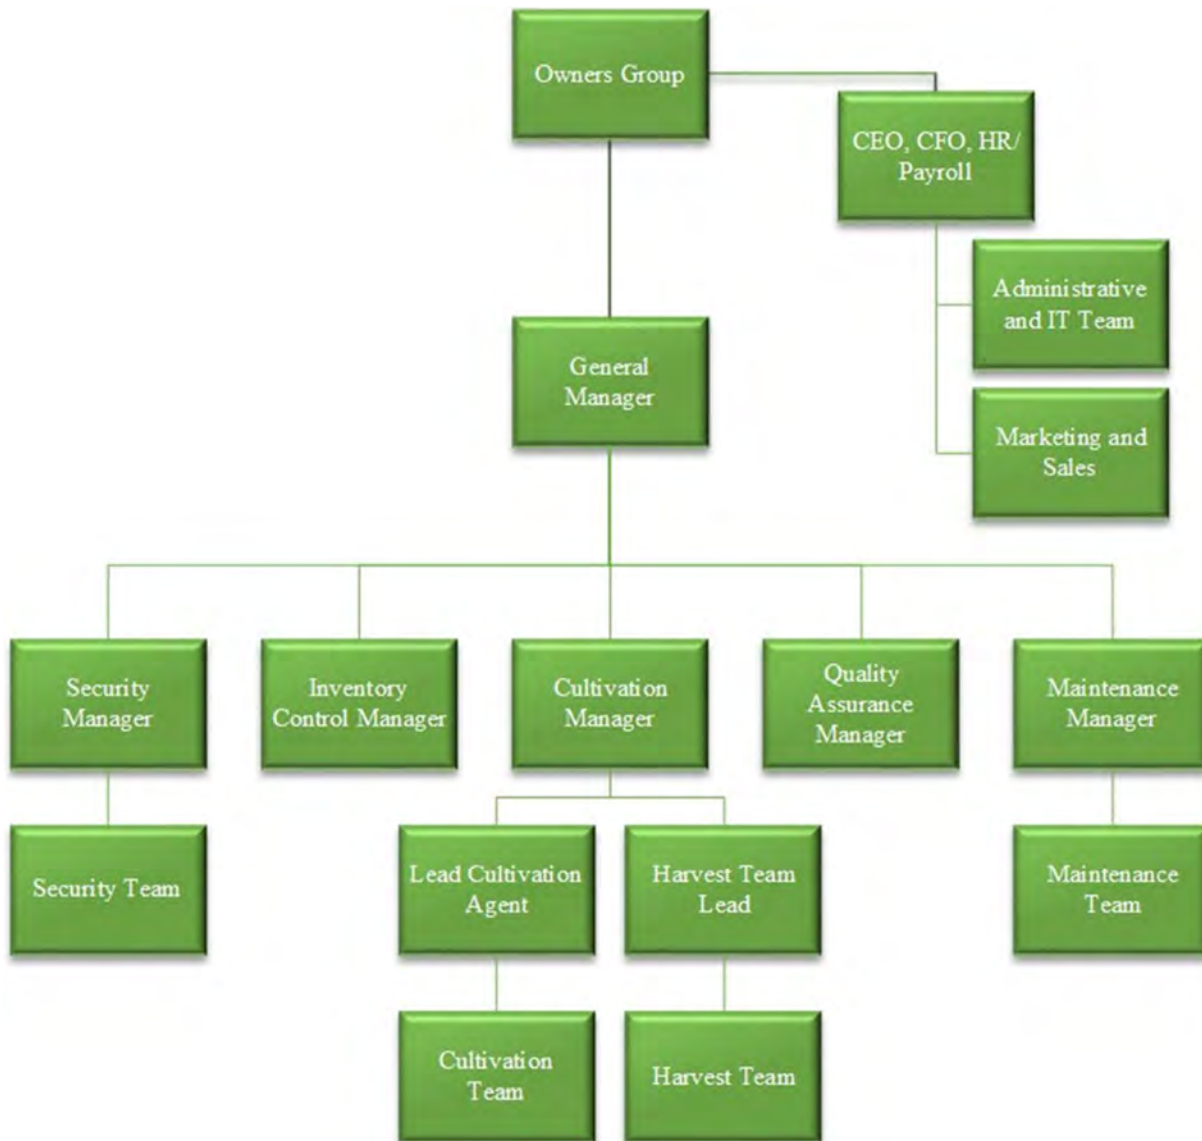 Owners Group
CEO, CFO, HR/
Payroll
Administrative
and IT Team
General
Manager
Marketing and
Sales
Security
Manager
Inventory
Control Manager
Cultivation
Manager
Quality
Assurance
Manager
Maintenance
Manager
Security Team
Lead Cultivation
Agent
Harvest Team
Lead
Maintenance
Team
Cultivation
Team
Harvest Team